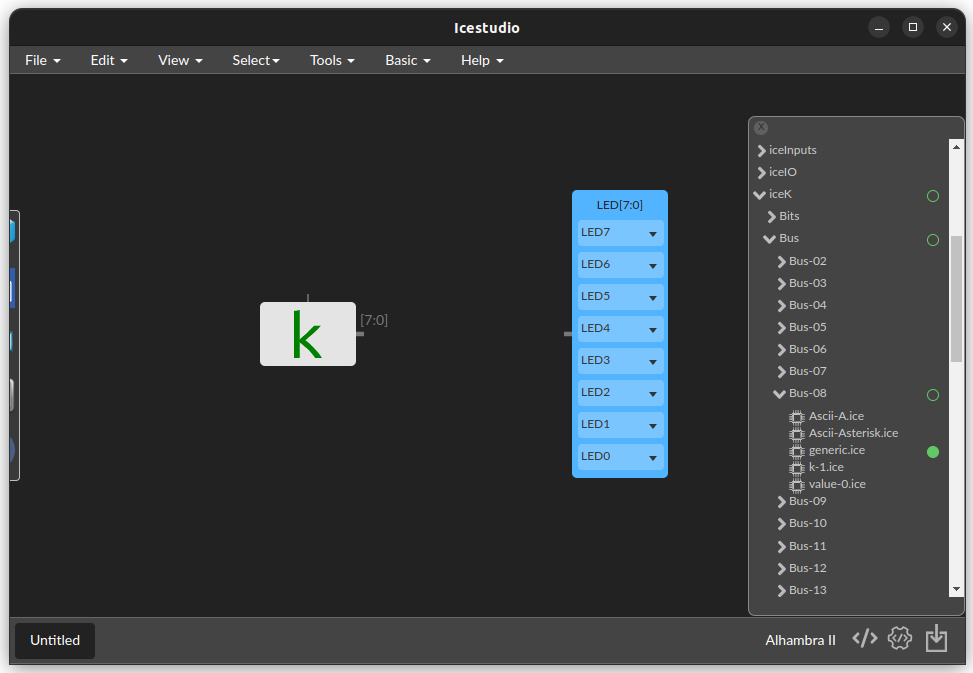 Icestudio
File Edit View Select Tools Basic Help
X
iceInputs
iceIO
iceK
Bits
Bus
Bus-02
Bus-03
Bus-04
Bus-05
Bus-06
Bus-07
Bus-08
Ascii-A.ice
Ascii-Asterisk.ice
generic.ice
k-1.ice
value-0.ice
Bus-09
Bus-10
Bus-11
Bus-12
Bus-13
k
[7:0]
LED[7:0]
LED7
LED6
LED5
LED4
LED3
LED2
LED1
LED0
Untitled
Alhambra II